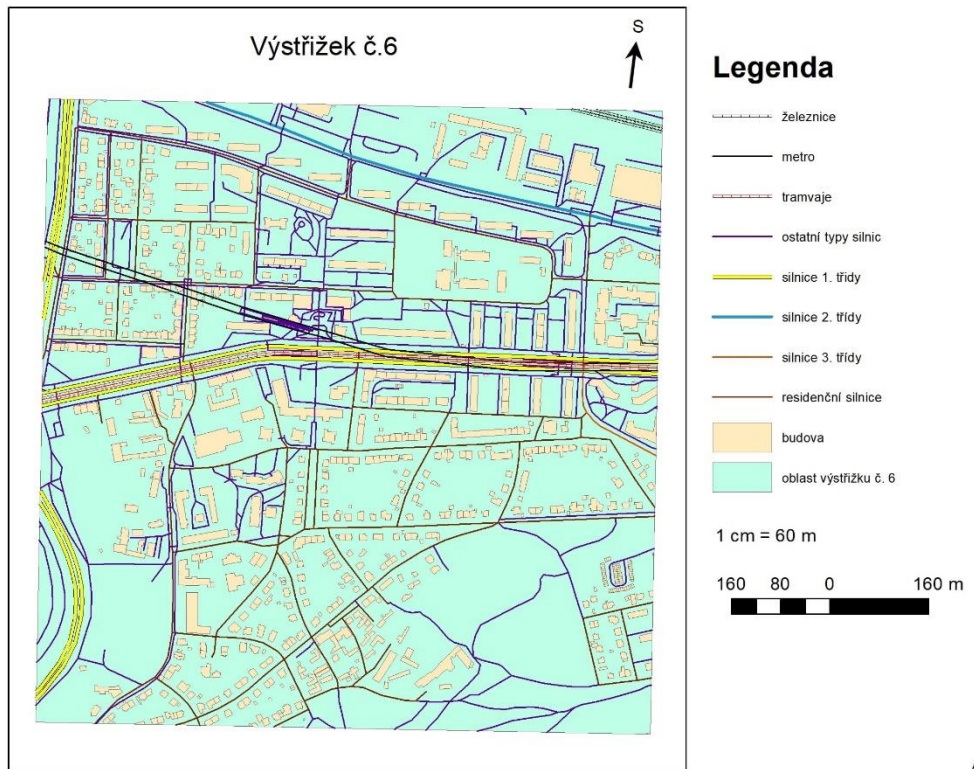 Výstřižek č.6
S
Legenda
železnice
metro
tramvaje
ostatní typy silnic
silnice 1. třídy
silnice 2. třídy
silnice 3. třídy
residenční silnice
budova
oblast výstřižku č. 6
1 cm = 60 m
160 80 0 160 m